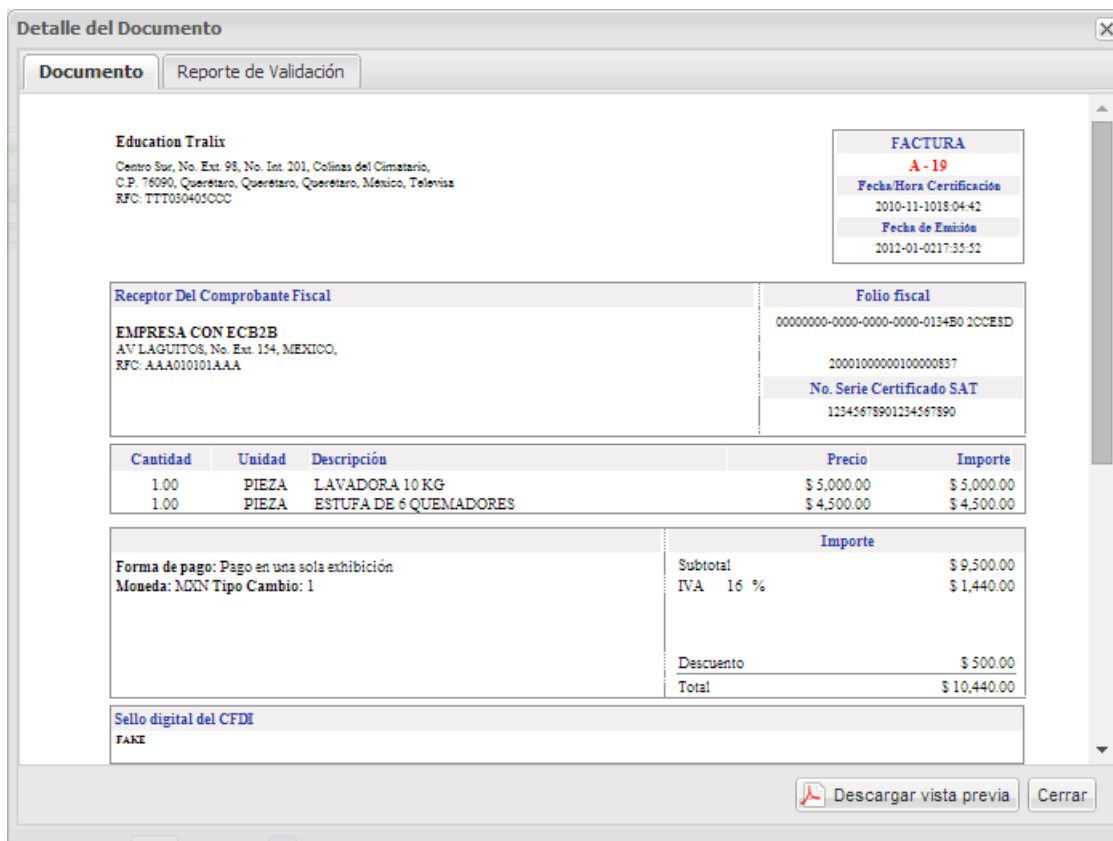 Detalle del Documento
Documento
Reporte de Validación
Education Tralix
Centro Sur, No. Ext. 98, No. Int. 201, Colinas del Cimatario,
C.P. 76090, Querétaro, Querétaro, Querétaro, México, Televisa
RFC: TTT030405CCC
FACTURA
A - 19
Fecha/Hora Certificación
2010-11-1018:04:42
Fecha de Emisión
2012-01-0217:35:52
Receptor Del Comprobante Fiscal
EMPRESA CON ECB2B
AV LAGUITOS, No. Ext. 154, MEXICO,
RFC: AAA010101AAA
Folio fiscal
00000000-0000-0000-0000-0134B0 2CCE8D
20001000000100000837
No. Serie Certificado SAT
12345678901234567890
Cantidad Unidad Descripción Precio Importe
1.00 PIEZA LAVADORA 10 KG $ 5,000.00 $ 5,000.00
1.00 PIEZA ESTUFA DE 6 QUEMADORES $ 4,500.00 $ 4,500.00
Forma de pago: Pago en una sola exhibición
Moneda: MXN Tipo Cambio: 1
Importe
Subtotal $ 9,500.00
IVA 16 % $ 1,440.00
Descuento $ 500.00
Total $ 10,440.00
Sello digital del CFDI
FAKE
Descargar vista previa
Cerrar